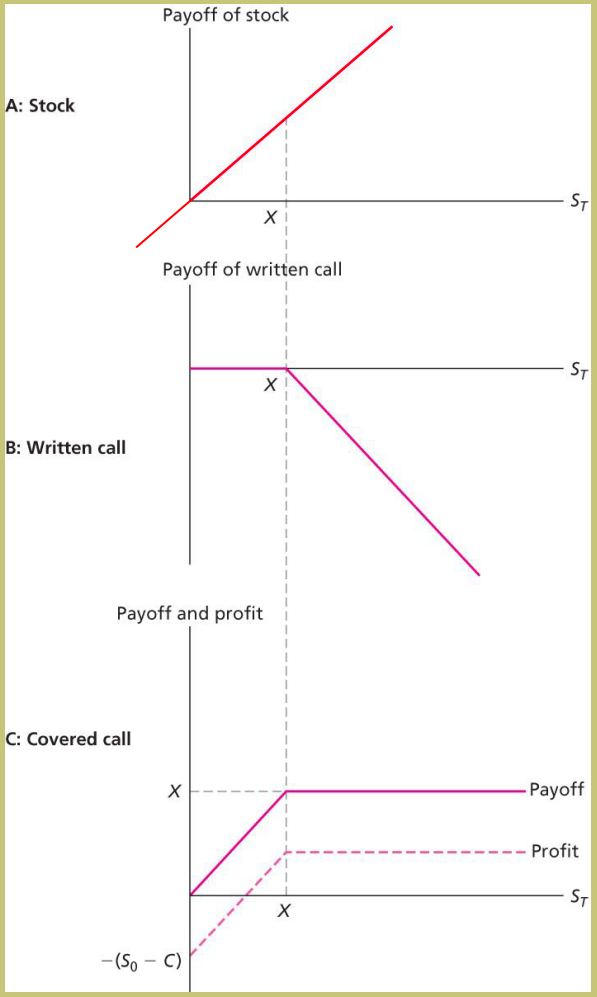 Payoff of stock
A: Stock
S_T
X
Payoff of written call
S_T
X
B: Written call
Payoff and profit
C: Covered call
X
Payoff
Profit
S_T
X
−(S_0 − C)